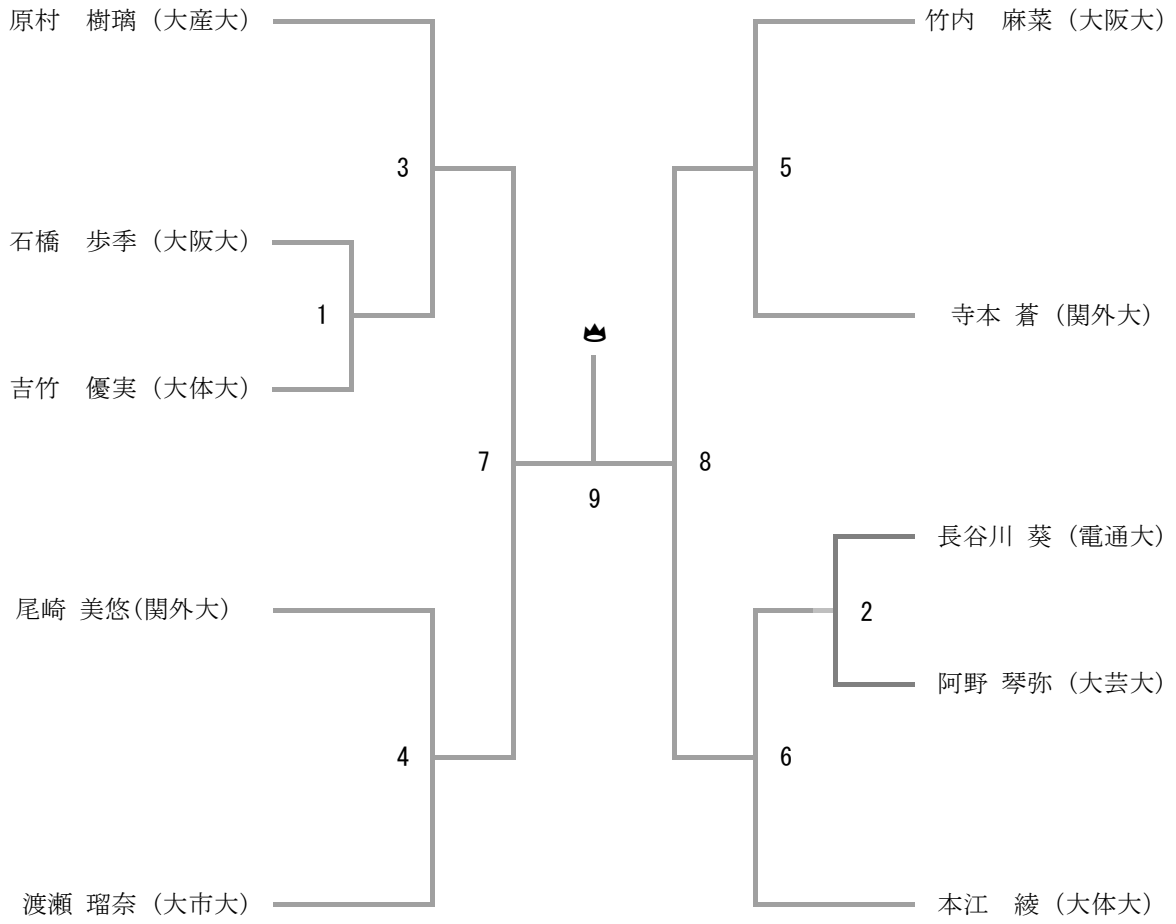 原村　樹璃（大産大）
3
石橋　歩季（大阪大）
1
吉竹　優実（大体大）
7
尾崎 美悠(関外大）
4
渡瀬 瑠奈（大市大）
9
竹内　麻菜（大阪大）
5
寺本 蒼（関外大）
8
長谷川 葵（電通大）
2
阿野 琴弥（大芸大）
6
本江　綾（大体大）